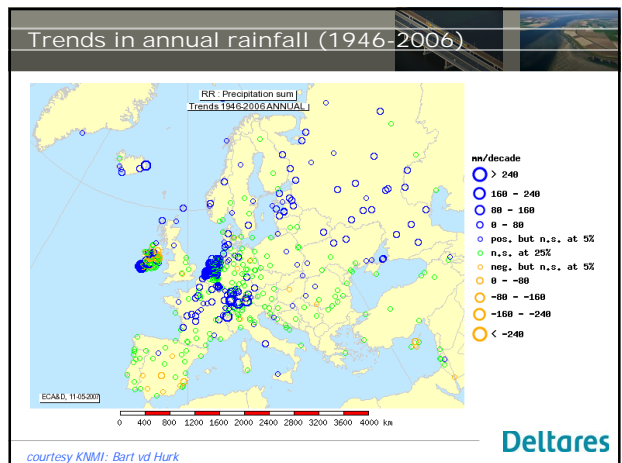 Trends in annual rainfall (1946-2006)
RR : Precipitation sum
Trends 1946-2006 ANNUAL
mm/decade
> 240
160 - 240
80 - 160
0 - 80
pos. but n.s. at 5%
n.s. at 25%
neg. but n.s. at 5%
0 - -80
-80 - -160
-160 - -240
< -240
ECA&D, 11-05-2007
0 400 800 1200 1600 2000 2400 2800 3200 3600 4000 km
Deltares
courtesy KNMI: Bart vd Hurk